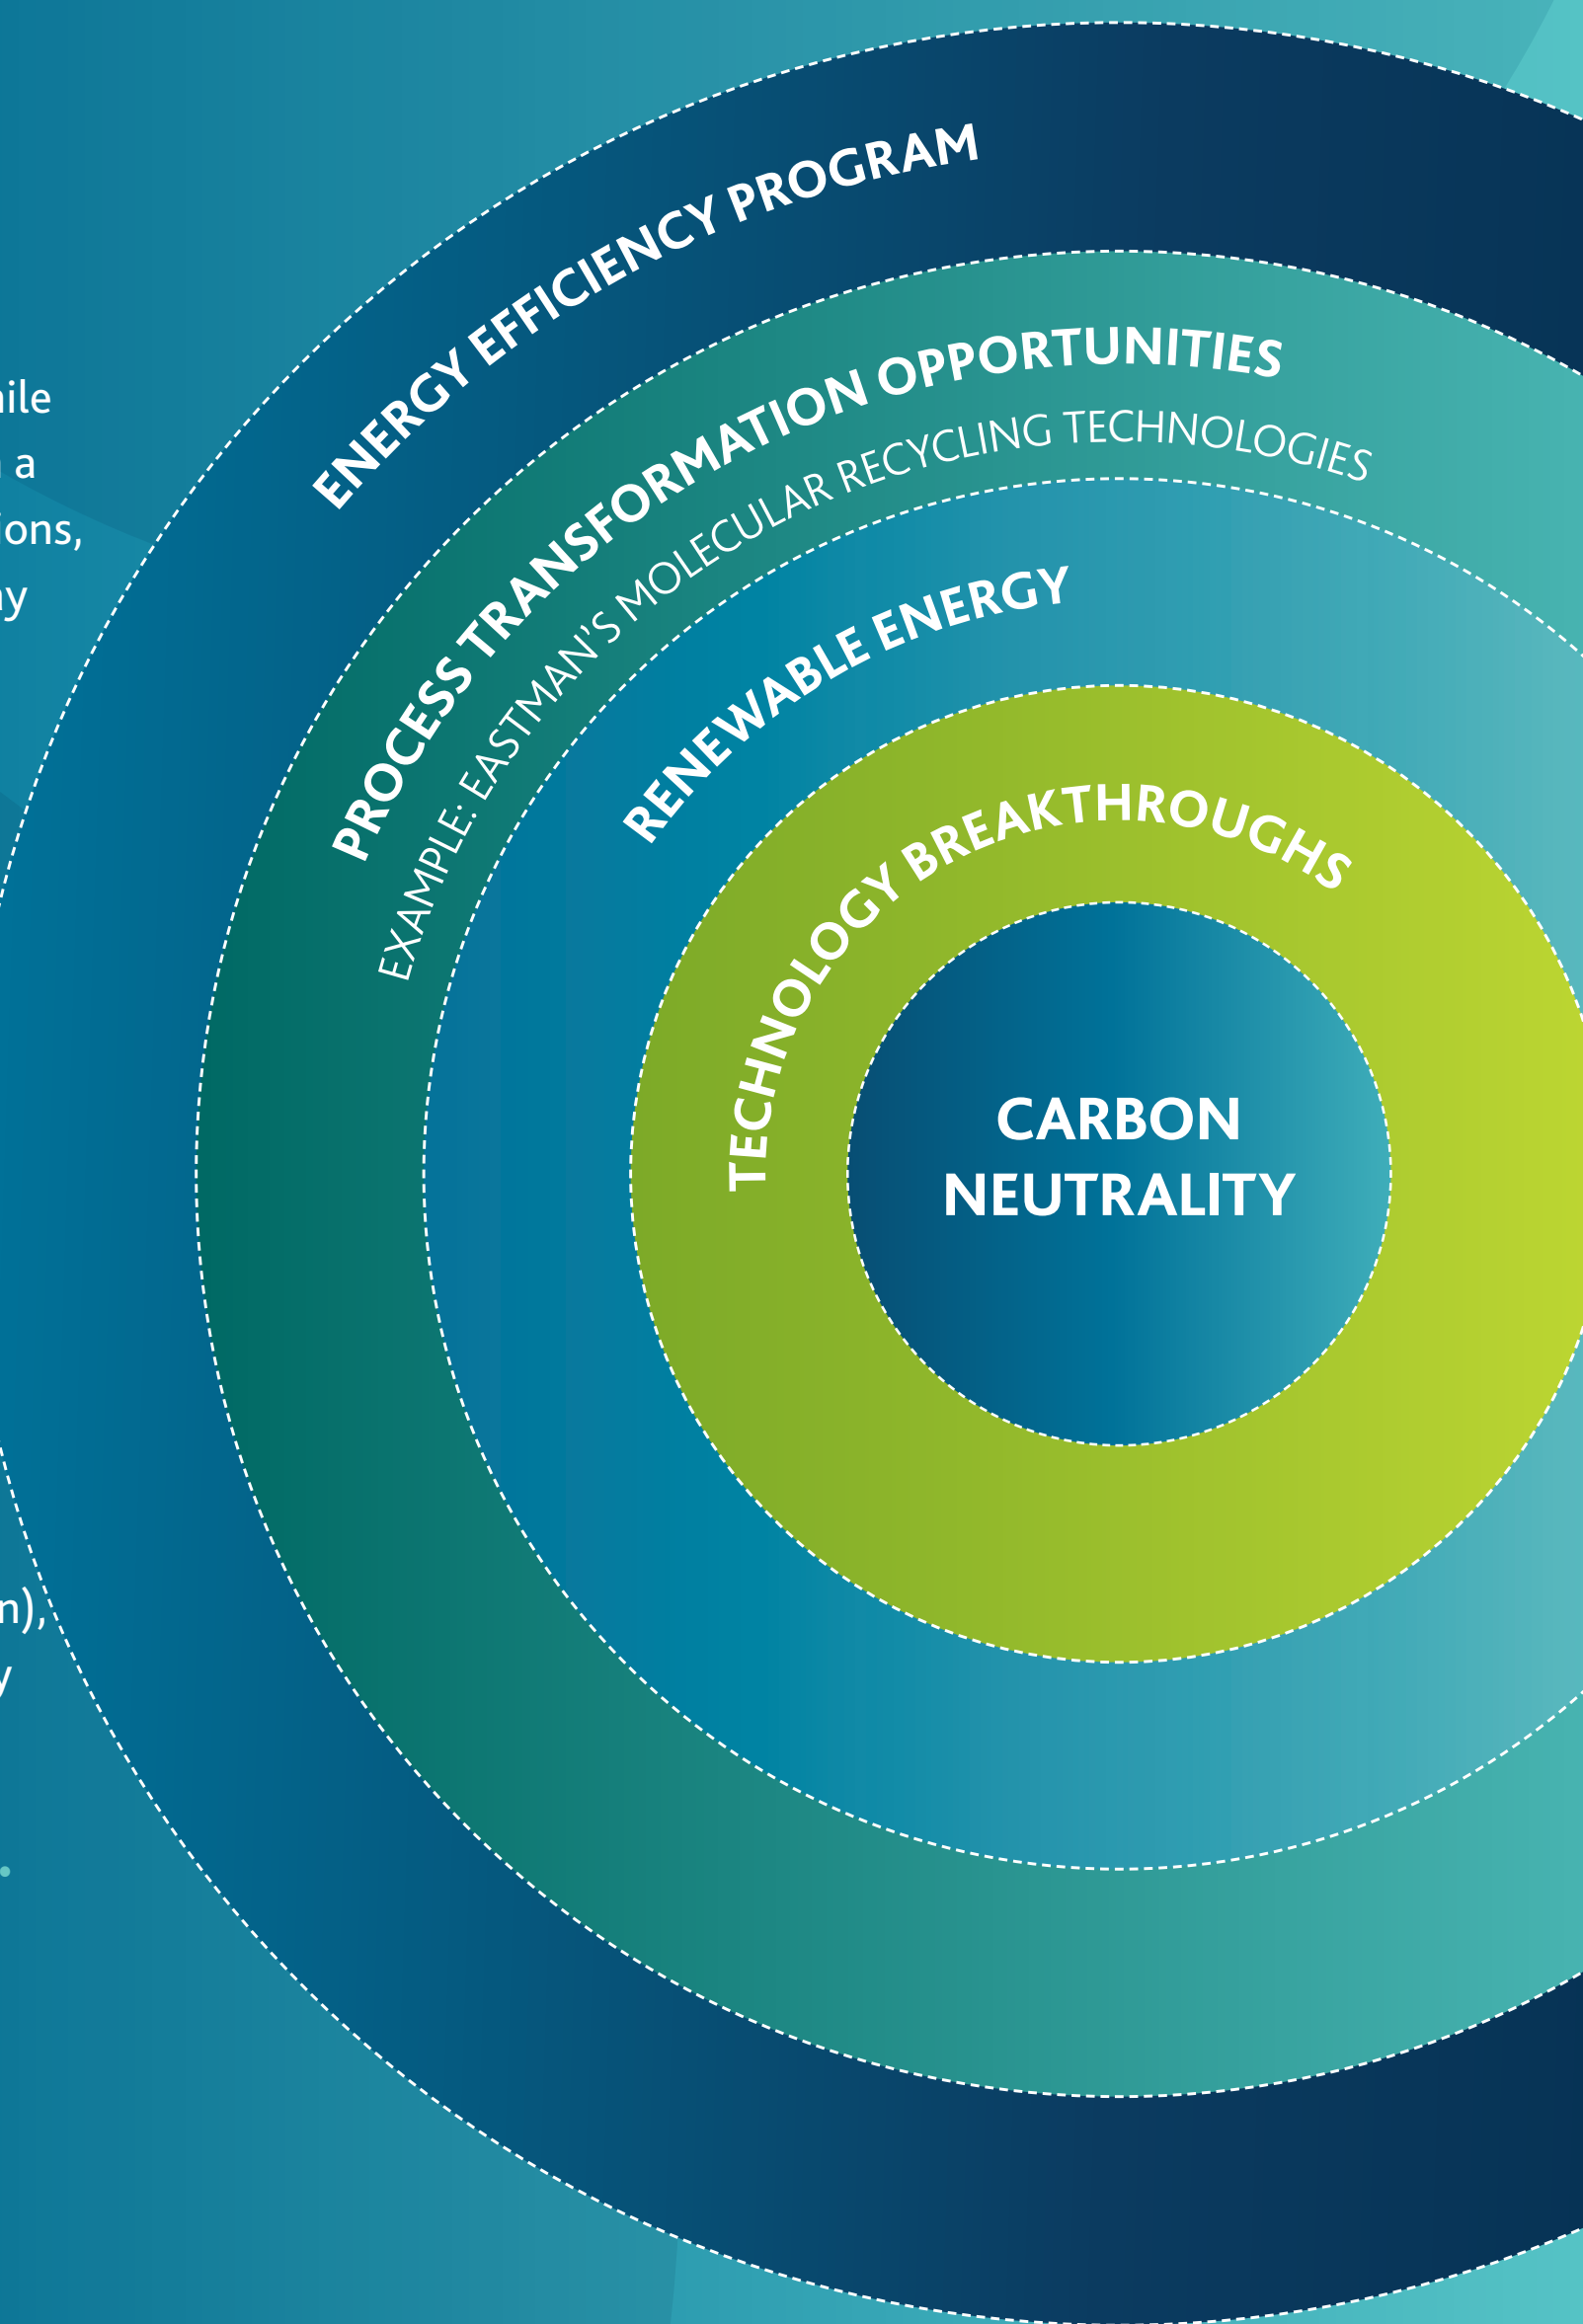 a
ENERGY EFFICIENCY PROGRAM
PROCESS TRANSFORMATION OPPORTUNITIES
EXAMPLE: EASTMAN'S MOLECULAR RECYCLING TECHNOLOGIES
RENEWABLE ENERGY
TECHNOLOGY BREAKTHROUGHS
CARBON
NEUTRALITY